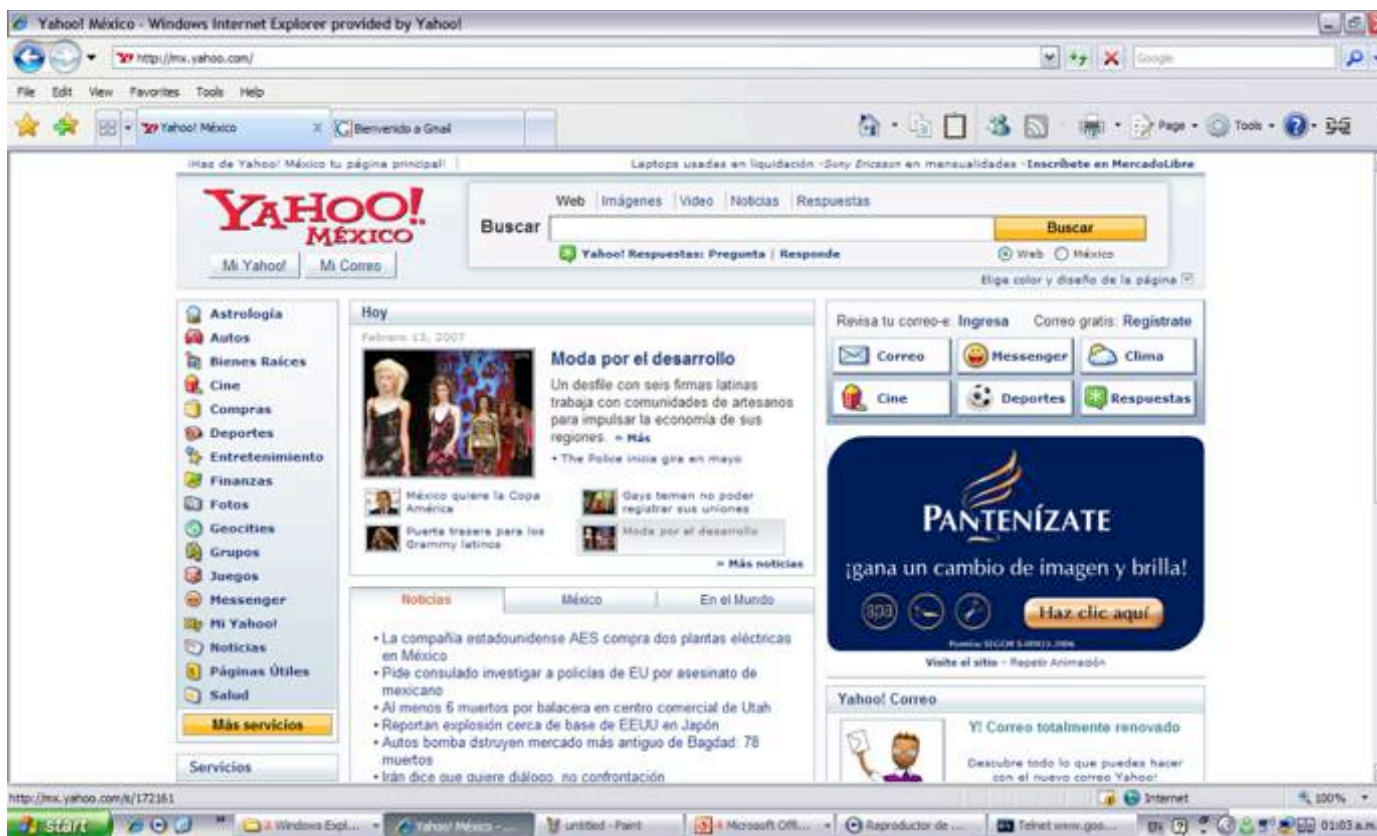 Yahoo! México - Windows Internet Explorer provided by Yahoo!
http://mx.yahoo.com/
Google
File Edit View Favorites Tools Help
Yahoo! México
Bienvenido a Gmail
Page
Tools
¡Haz de Yahoo! México tu página principal!
Laptops usadas en liquidación - Sony Ericsson en mensualidades - Inscríbete en MercadoLibre
YAHOO!
MÉXICO
Mi Yahoo!
Mi Correo
Web Imágenes Video Noticias Respuestas
Buscar
Buscar
Yahoo! Respuestas: Pregunta | Responde
Web México
Elige color y diseño de la página
Astrología
Autos
Bienes Raíces
Cine
Compras
Deportes
Entretenimiento
Finanzas
Fotos
Geocities
Grupos
Juegos
Messenger
Mi Yahoo!
Noticias
Páginas Útiles
Salud
Más servicios
Servicios
Hoy
Febrero 13, 2007
Moda por el desarrollo
Un desfile con seis firmas latinas
trabaja con comunidades de artesanos
para impulsar la economía de sus
regiones. » Más
• The Police inicia gira en mayo
México quiere la Copa
América
Gays temen no poder
registrar sus uniones
Puerta trasera para los
Grammy latinos
Moda por el desarrollo
» Más noticias
Noticias
México
En el Mundo
• La compañía estadounidense AES compra dos plantas eléctricas
en México
• Pide consulado investigar a policías de EU por asesinato de
mexicano
• Al menos 6 muertos por balacera en centro comercial de Utah
• Reportan explosión cerca de base de EEUU en Japón
• Autos bomba dstruyen mercado más antiguo de Bagdad: 78
muertos
• Irán dice que quiere diálogo, no confrontación
Revisa tu correo-e: Ingresa Correo gratis: Regístrate
Correo
Messenger
Clima
Cine
Deportes
Respuestas
PANTENÍZATE
¡gana un cambio de imagen y brilla!
spa
Haz clic aquí
Visite el sitio - Repetir Animación
Yahoo! Correo
Y! Correo totalmente renovado
Descubre todo lo que puedes hacer
con el nuevo correo Yahoo!
http://mx.yahoo.com/s/172161
Internet
100%
start
2 Windows Expl...
Yahoo! México - ...
untitled - Paint
4 Microsoft Offi...
Reproductor de ...
Telnet www.goo...
EN
01:03 a.m.